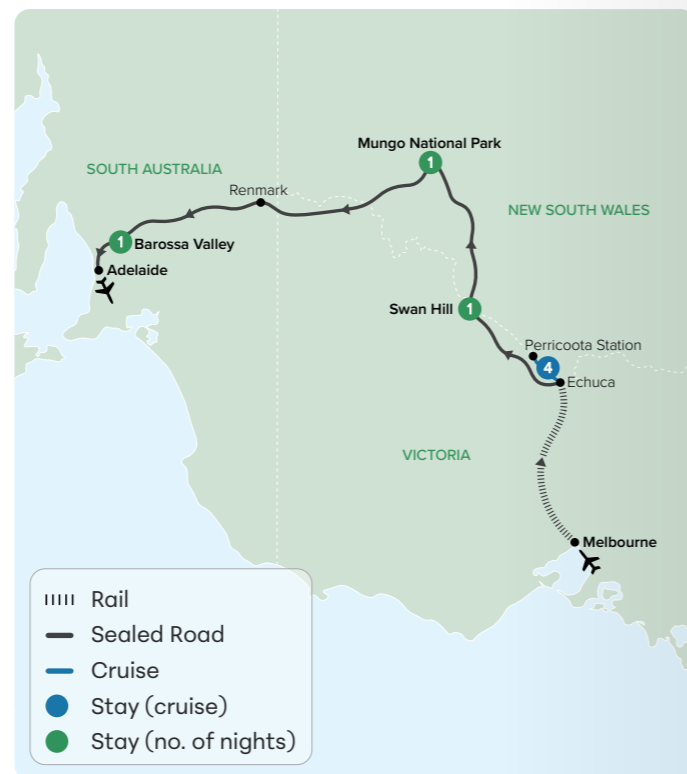 Mungo National Park
1
SOUTH AUSTRALIA
Renmark
NEW SOUTH WALES
1
Barossa Valley
Adelaide
Swan Hill
1
Perricoota Station
4
Echuca
VICTORIA
Melbourne
Rail
Sealed Road
Cruise
Stay (cruise)
Stay (no. of nights)